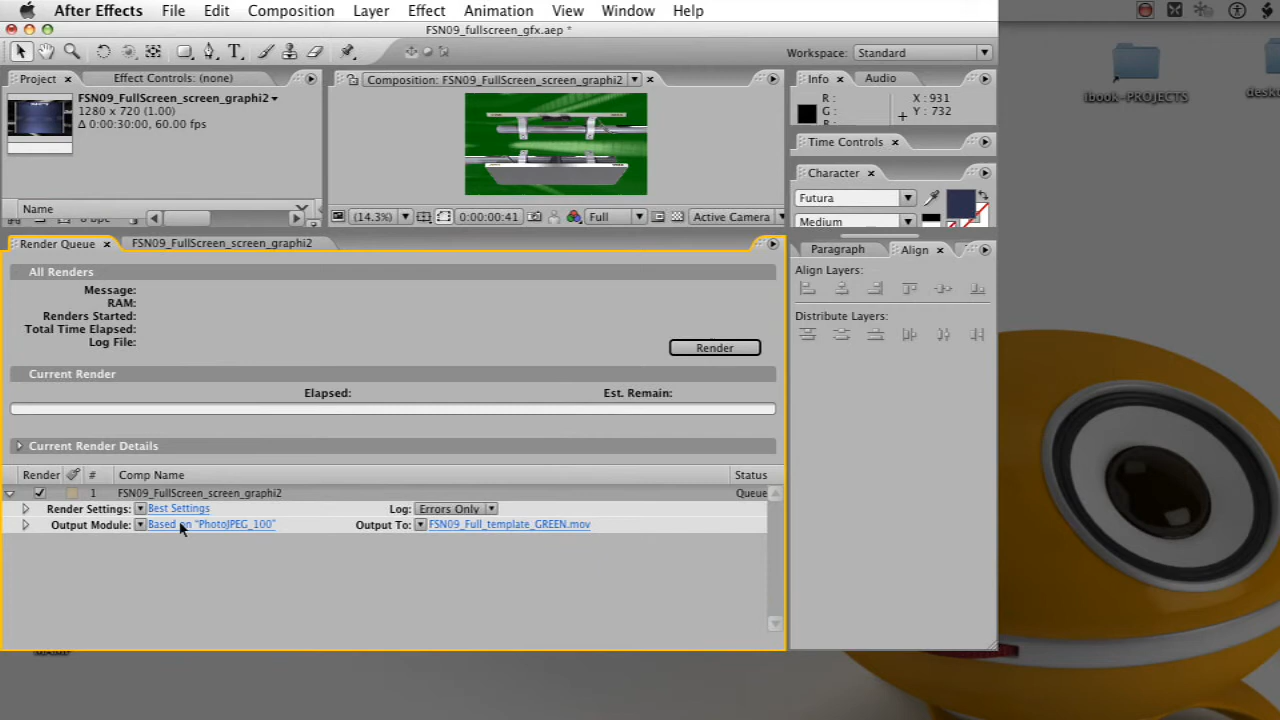 After Effects File Edit Composition Layer Effect Animation View Window Help
FSN09_fullscreen_gfx.aep *
T Workspace: Standard
Project Effect Controls: (none) Composition: FSN09_FullScreen_screen_graphi2 Info Audio
FSN09_FullScreen_screen_graphi2
1280 x 720 (1.00)
Δ 0:00:30:00, 60.00 fps
R : X : 931
G : Y : 732
Time Controls
Character
Futura
Medium
Name
(14.3%) 0:00:00:41 Full Active Camera
Render Queue FSN09_FullScreen_screen_graphi2
Paragraph Align
Align Layers:
Distribute Layers:
All Renders
Message:
RAM:
Renders Started:
Total Time Elapsed:
Log File:
Render
Current Render
Elapsed: Est. Remain:
Current Render Details
Render # Comp Name Status
1 FSN09_FullScreen_screen_graphi2 Queue
Render Settings: Best Settings Log: Errors Only
Output Module: Based on "PhotoJPEG_100" Output To: FSN09_Full_template_GREEN.mov
ibook-PROJECTS